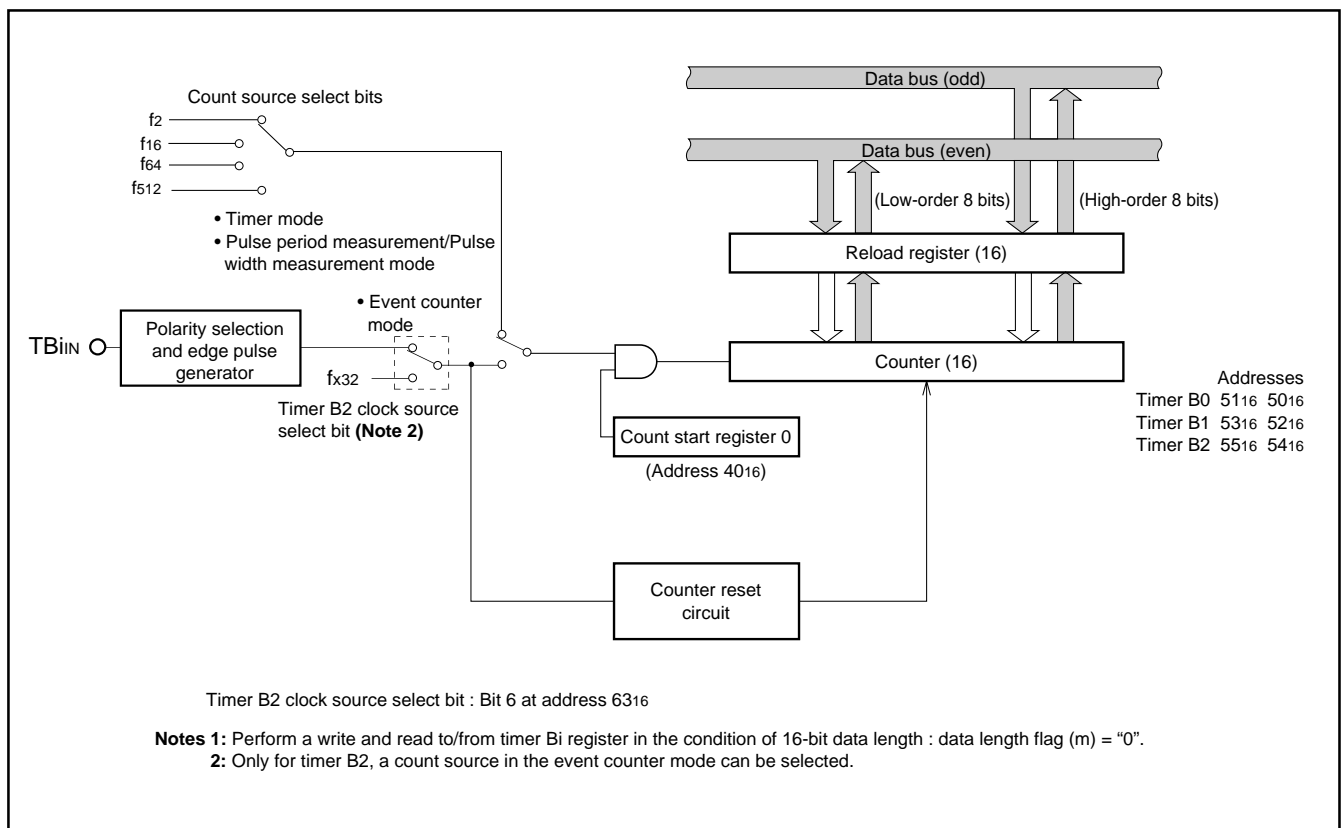 Data bus (odd)
Count source select bits
f2
f16
f64
f512
Data bus (even)
(Low-order 8 bits)
(High-order 8 bits)
• Timer mode
• Pulse period measurement/Pulse
width measurement mode
Reload register (16)
• Event counter
mode
TBiIN
Polarity selection
and edge pulse
generator
fx32
Timer B2 clock source
select bit (Note 2)
Counter (16)
Count start register 0
(Address 4016)
Addresses
Timer B0 5116 5016
Timer B1 5316 5216
Timer B2 5516 5416
Counter reset
circuit
Timer B2 clock source select bit : Bit 6 at address 6316
Notes 1: Perform a write and read to/from timer Bi register in the condition of 16-bit data length : data length flag (m) = “0”.
2: Only for timer B2, a count source in the event counter mode can be selected.